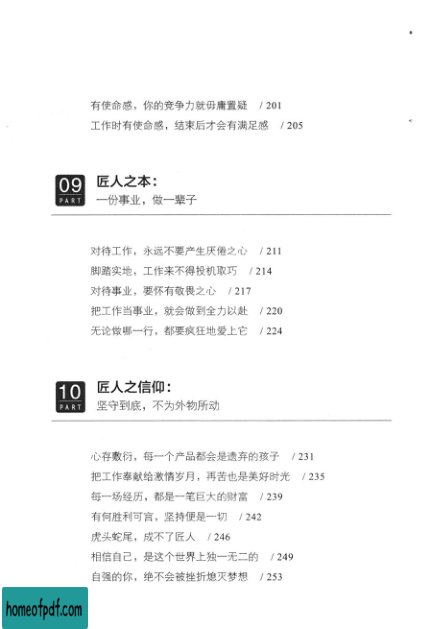 有使命感，你的竞争力就毋庸置疑 / 201
工作时有使命感，结束后才会有满足感 / 205
09
PART
匠人之本：
一份事业，做一辈子
对待工作，永远不要产生厌倦之心 / 211
脚踏实地，工作来不得投机取巧 / 214
对待事业，要怀有敬畏之心 / 217
把工作当事业，就会做到全力以赴 / 220
无论做哪一行，都要疯狂地爱上它 / 224
10
PART
匠人之信仰：
坚守到底，不为外物所动
心存敷衍，每一个产品都会是遗弃的孩子 / 231
把工作奉献给激情岁月，再苦也是美好时光 / 235
每一场经历，都是一笔巨大的财富 / 239
有何胜利可言，坚持便是一切 / 242
虎头蛇尾，成不了匠人 / 246
相信自己，是这个世界上独一无二的 / 249
自强的你，绝不会被挫折熄灭梦想 / 253
homeofpdf.com